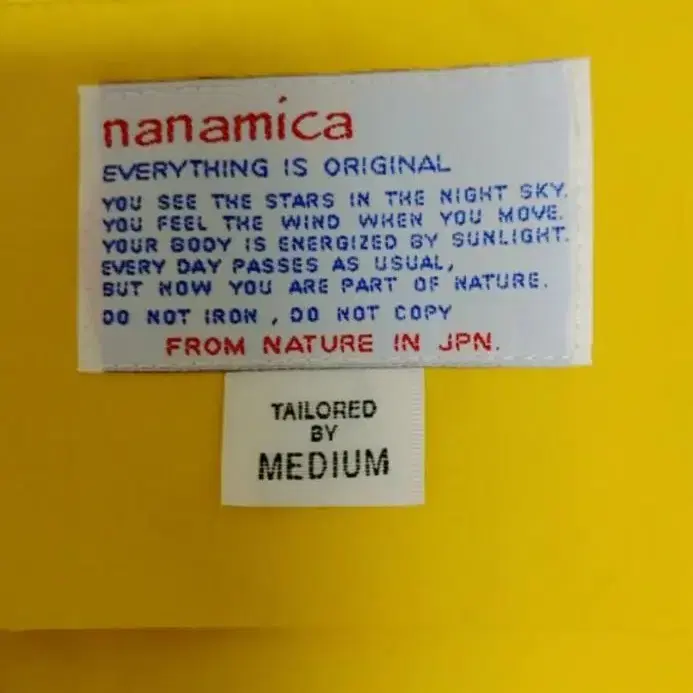 nanamica
EVERYTHING IS ORIGINAL
YOU SEE THE STARS IN THE NIGHT SKY.
YOU FEEL THE WIND WHEN YOU MOVE.
YOUR BODY IS ENERGIZED BY SUNLIGHT.
EVERY DAY PASSES AS USUAL,
BUT NOW YOU ARE PART OF NATURE.
DO NOT IRON , DO NOT COPY
FROM NATURE IN JPN.
TAILORED
BY
MEDIUM